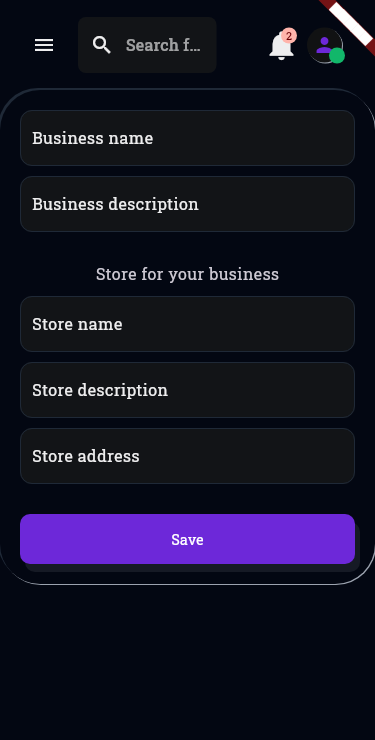 Search f...
2
Business name
Business description
Store for your business
Store name
Store description
Store address
Save